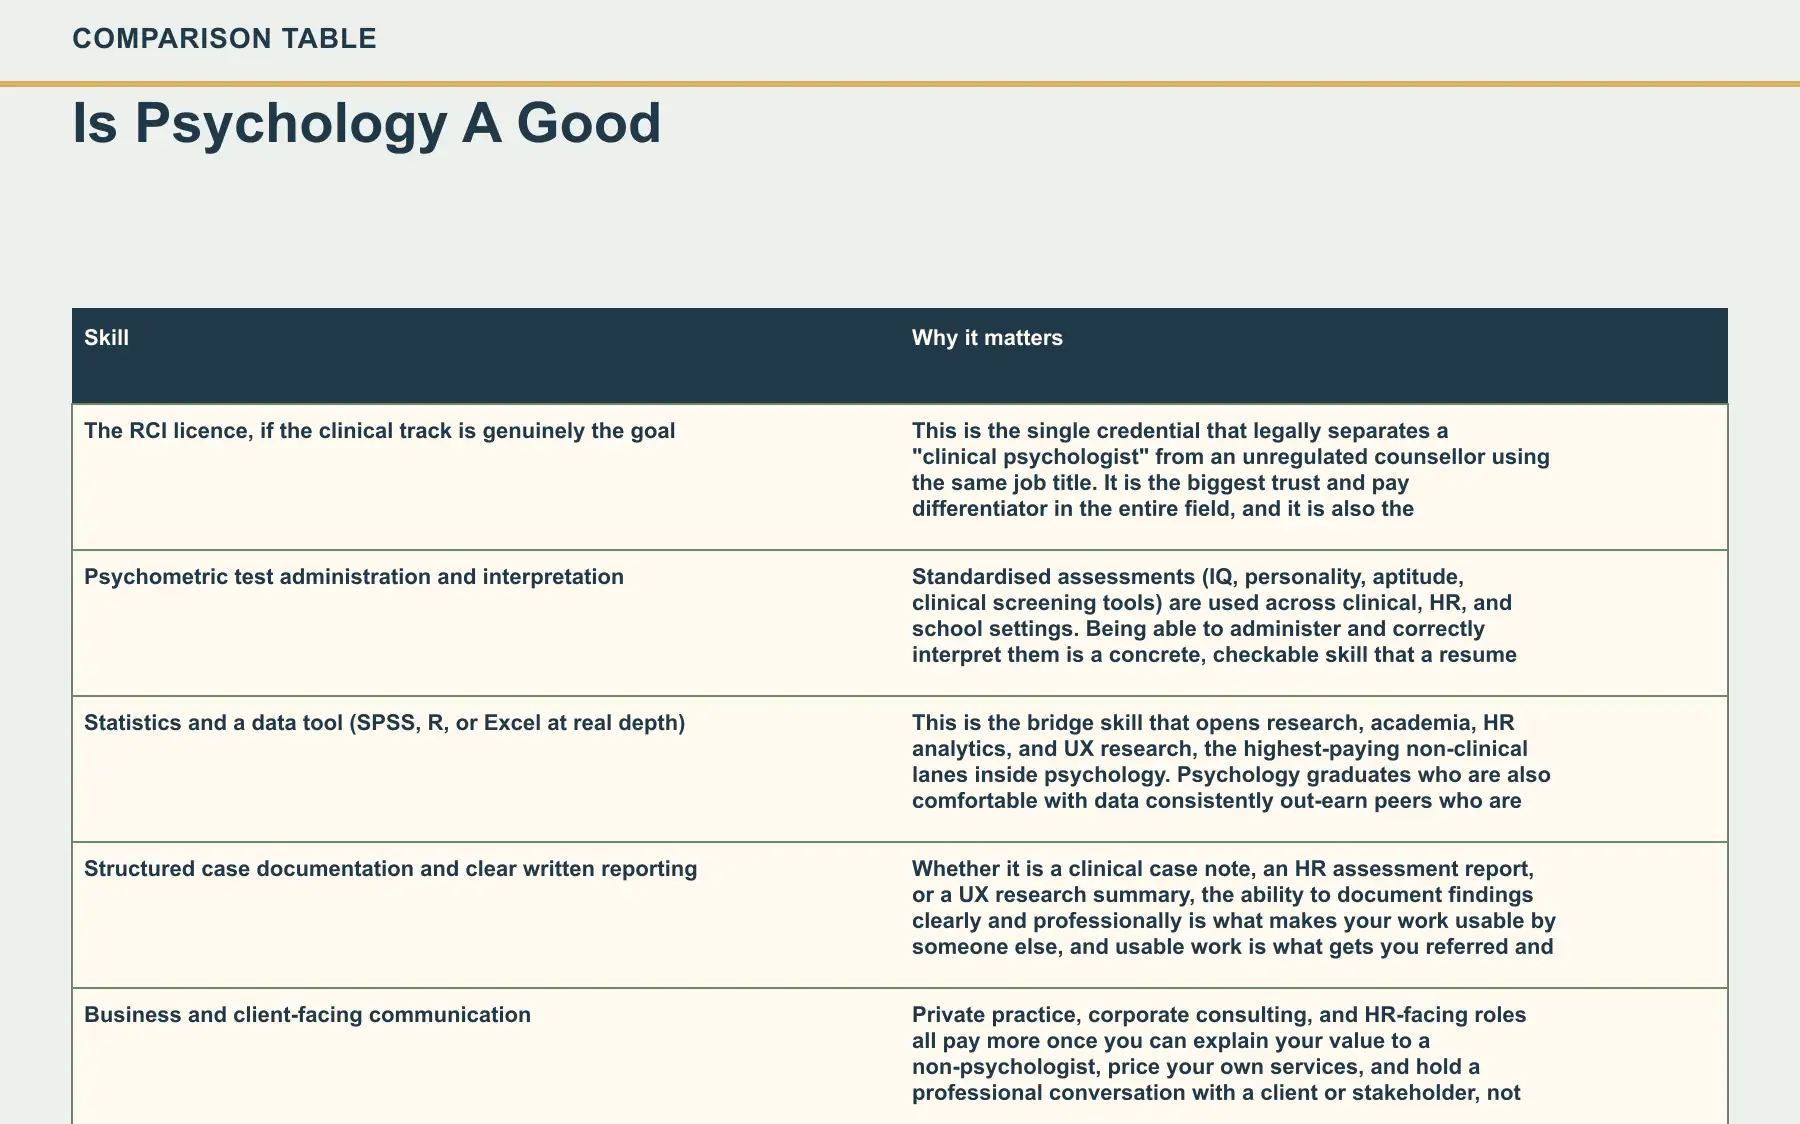 COMPARISON TABLE
Is Psychology A Good
Skill
Why it matters
The RCI licence, if the clinical track is genuinely the goal
This is the single credential that legally separates a
"clinical psychologist" from an unregulated counsellor using
the same job title. It is the biggest trust and pay
differentiator in the entire field, and it is also the
Psychometric test administration and interpretation
Standardised assessments (IQ, personality, aptitude,
clinical screening tools) are used across clinical, HR, and
school settings. Being able to administer and correctly
interpret them is a concrete, checkable skill that a resume
Statistics and a data tool (SPSS, R, or Excel at real depth)
This is the bridge skill that opens research, academia, HR
analytics, and UX research, the highest-paying non-clinical
lanes inside psychology. Psychology graduates who are also
comfortable with data consistently out-earn peers who are
Structured case documentation and clear written reporting
Whether it is a clinical case note, an HR assessment report,
or a UX research summary, the ability to document findings
clearly and professionally is what makes your work usable by
someone else, and usable work is what gets you referred and
Business and client-facing communication
Private practice, corporate consulting, and HR-facing roles
all pay more once you can explain your value to a
non-psychologist, price your own services, and hold a
professional conversation with a client or stakeholder, not